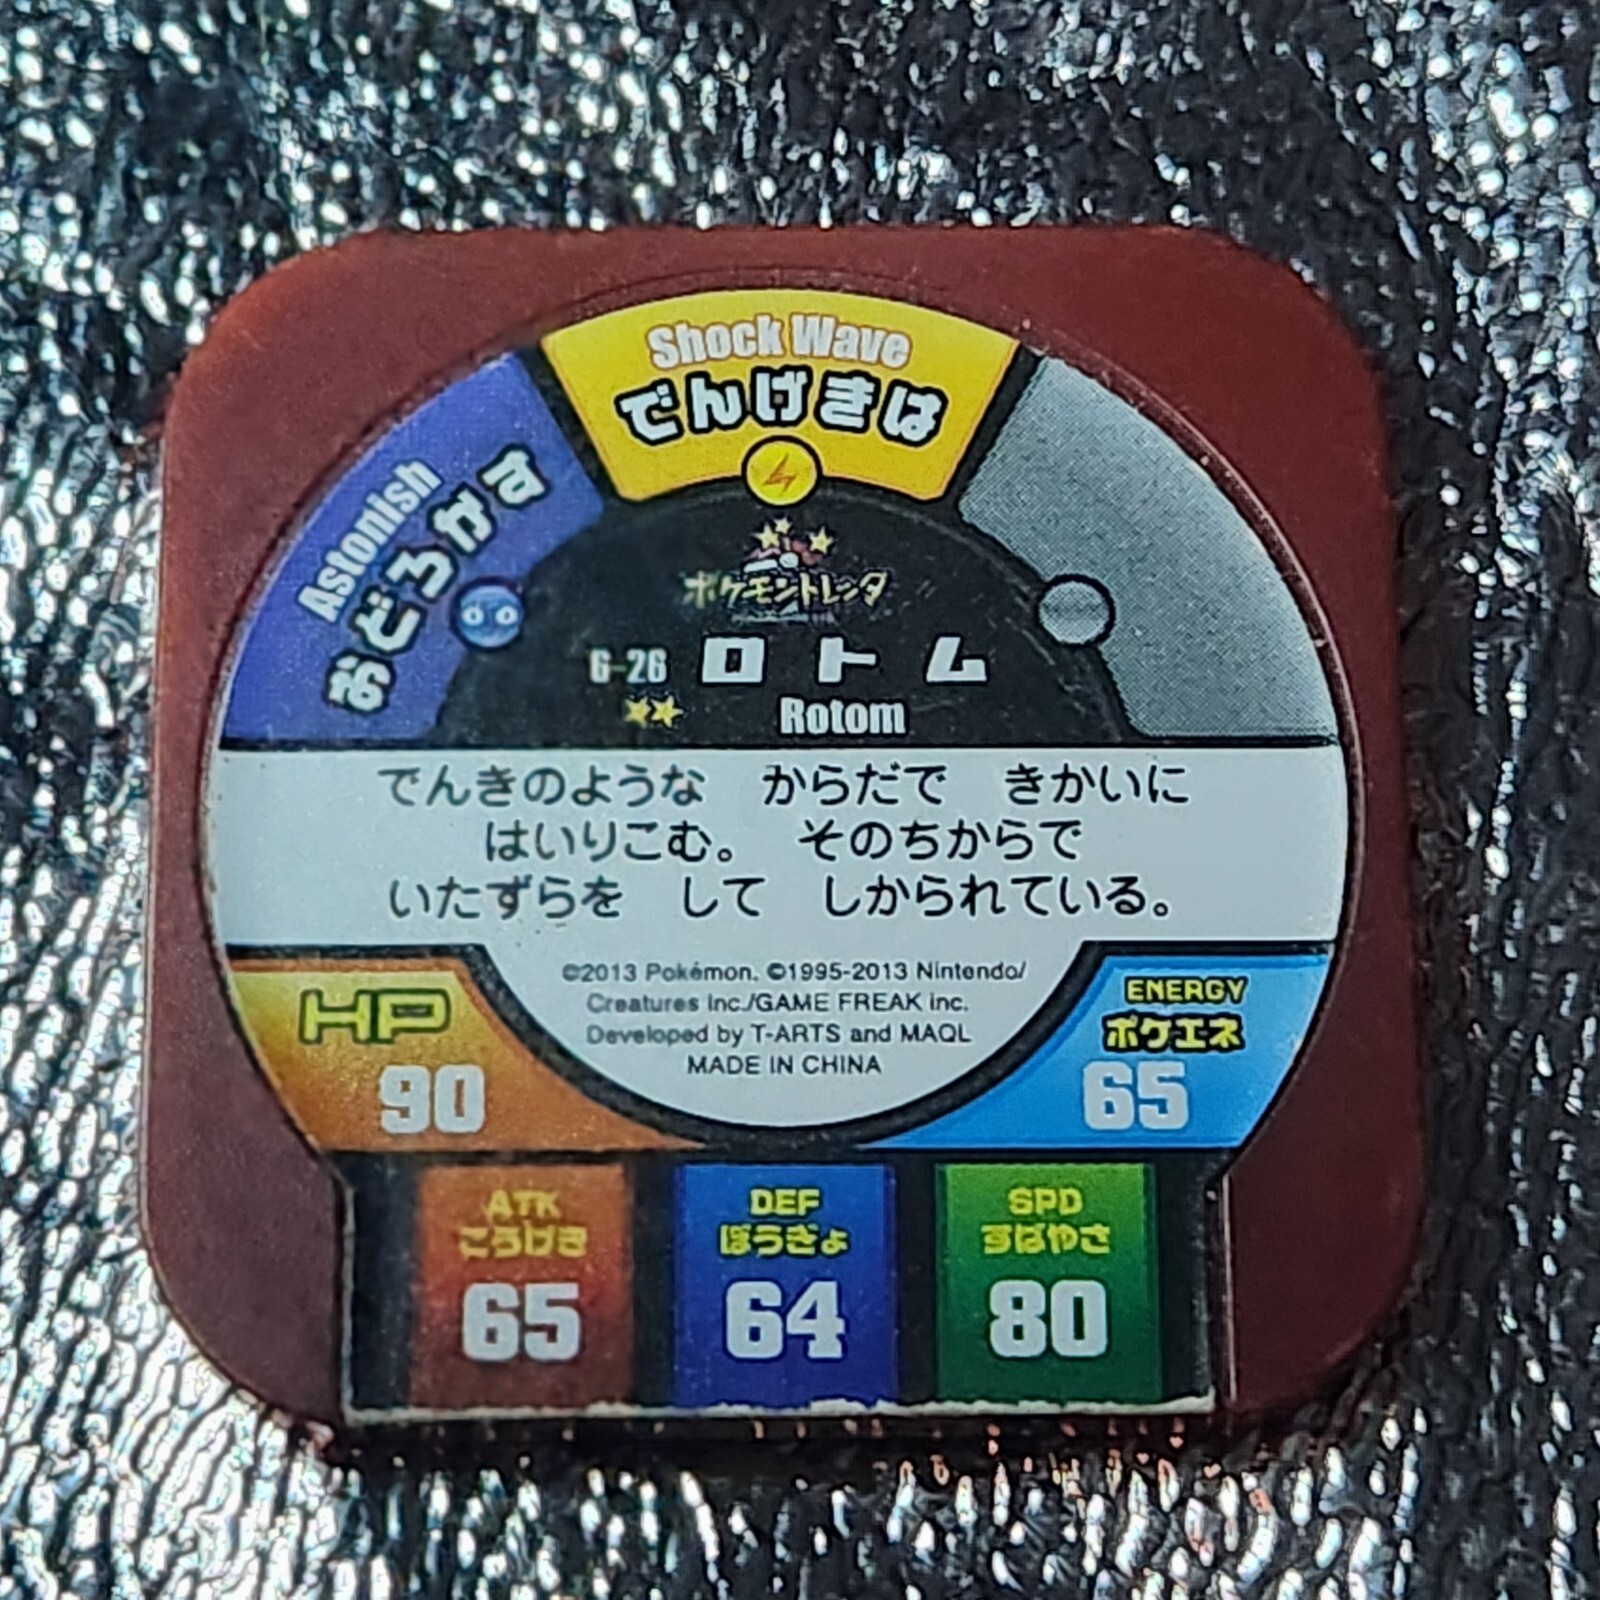 Shock Wave
でんげきは
Astonish
おどろかす
ポケモントレッタ
6-26 ロトム
Rotom
でんきのような からだで きかいに
はいりこむ。 そのちからで
いたずらを して しかられている。
©2013 Pokémon. ©1995-2013 Nintendo/
Creatures Inc./GAME FREAK inc.
Developed by T-ARTS and MAQL
MADE IN CHINA
HP
90
ENERGY
ポケエネ
65
ATK
こうげき
65
DEF
ぼうぎょ
64
SPD
すばやさ
80